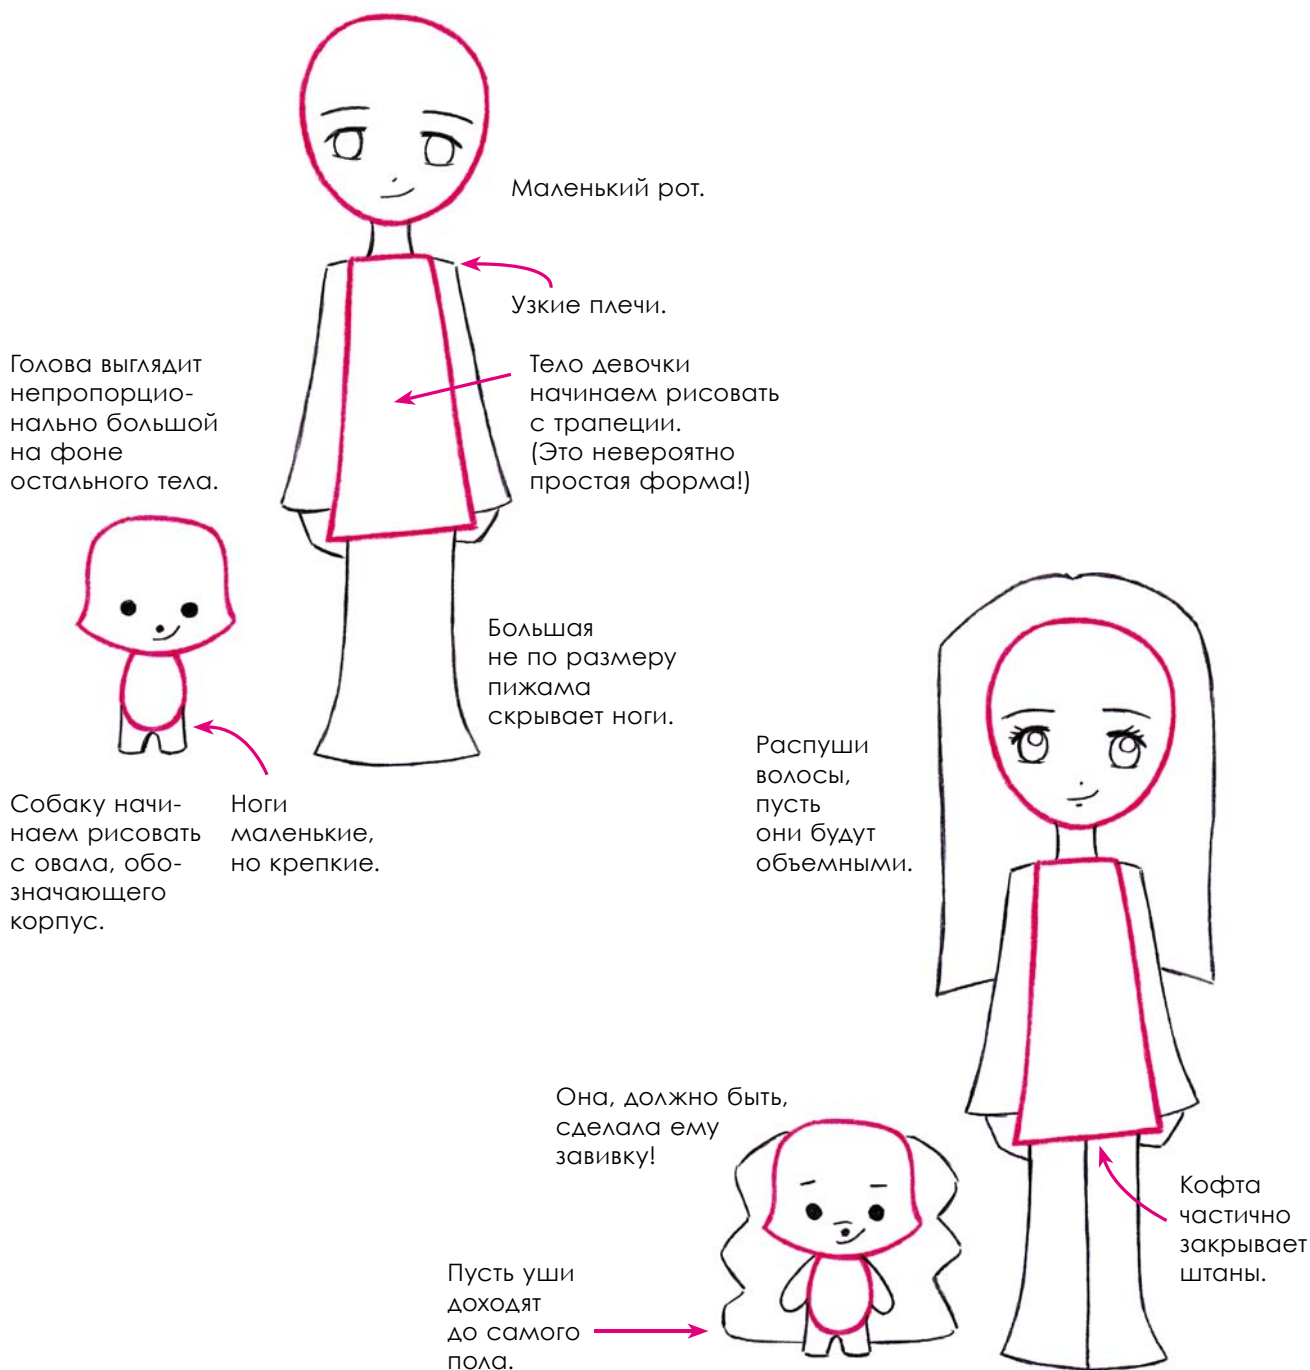 Маленький рот.
Узкие плечи.
Голова выглядит
непропорцио-
нально большой
на фоне
остального тела.
Тело девочки
начинаем рисовать
с трапеции.
(Это невероятно
простая форма!)
Большая
не по размеру
пижама
скрывает ноги.
Собаку начи-
наем рисовать
с овала, обо-
значающего
корпус.
Ноги
маленькие,
но крепкие.
Распуши
волосы,
пусть
они будут
объемными.
Она, должно быть,
сделала ему
завивку!
Кофта
частично
закрывает
штаны.
Пусть уши
доходят
до самого
пола.